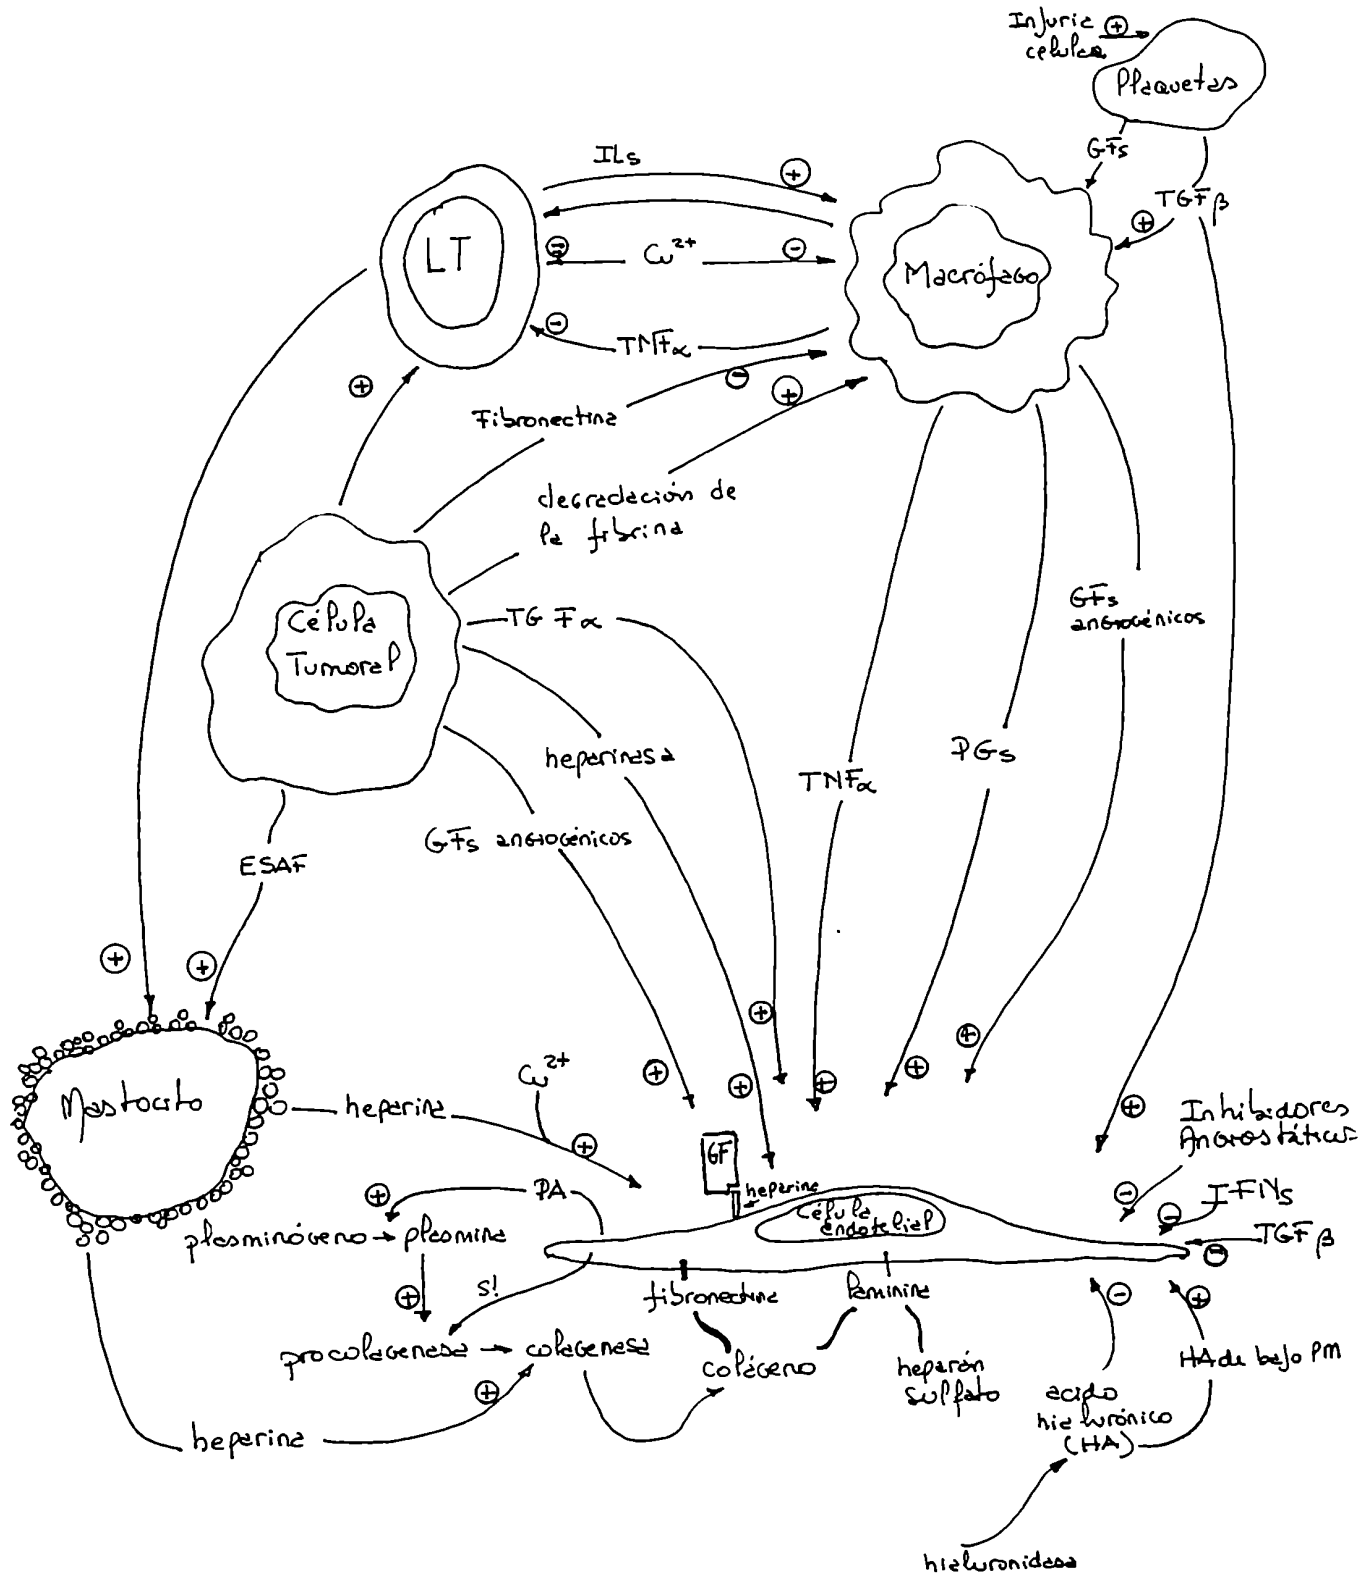 Injuria
celular
⊕
Plaquetas
GFs
TGFβ
⊕
ILs
⊕
LT
⊖
Cu²⁺
⊖
Macrófago
⊖
TNFα
⊖
⊕
⊕
Fibronectina
degradación de
la fibrina
Célula
Tumoral
TGFα
GFs
angiogénicos
heparinasa
PGs
TNFα
GFs angiogénicos
ESAF
⊕
⊕
⊕
⊕
⊕
⊕
⊕
⊕
⊕
Mastocito
heparina
Cu²⁺
⊕
Inhibidores
Angiostáticos
GF
heparina
PA
⊕
⊖
IFNs
⊖
Célula
endotelial
TGFβ
⊖
plasminógeno → plasmina
⊕
s!
fibronectina
laminina
⊖
⊕
procolagenasa → colagenasa
colágeno
heparán
sulfato
HA de bajo PM
⊕
acido
hialurónico
(HA)
heparina
hialuronidasa